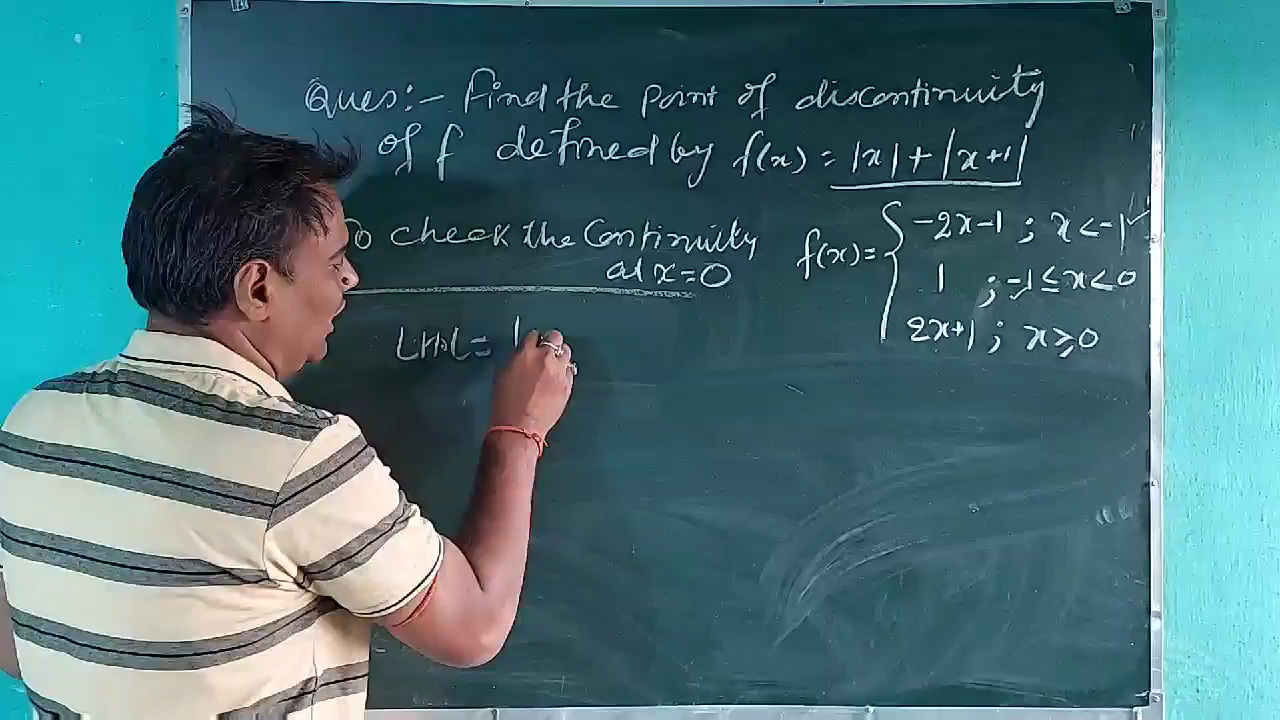 Ques:- Find the point of discontinuity
of f defined by f(x) = |x| + |x+1|
To check the Continuity
at x=0
f(x) = { -2x-1 ; x < -1 ✓
1 ; -1 ≤ x < 0
2x+1 ; x ≥ 0
LHL = l